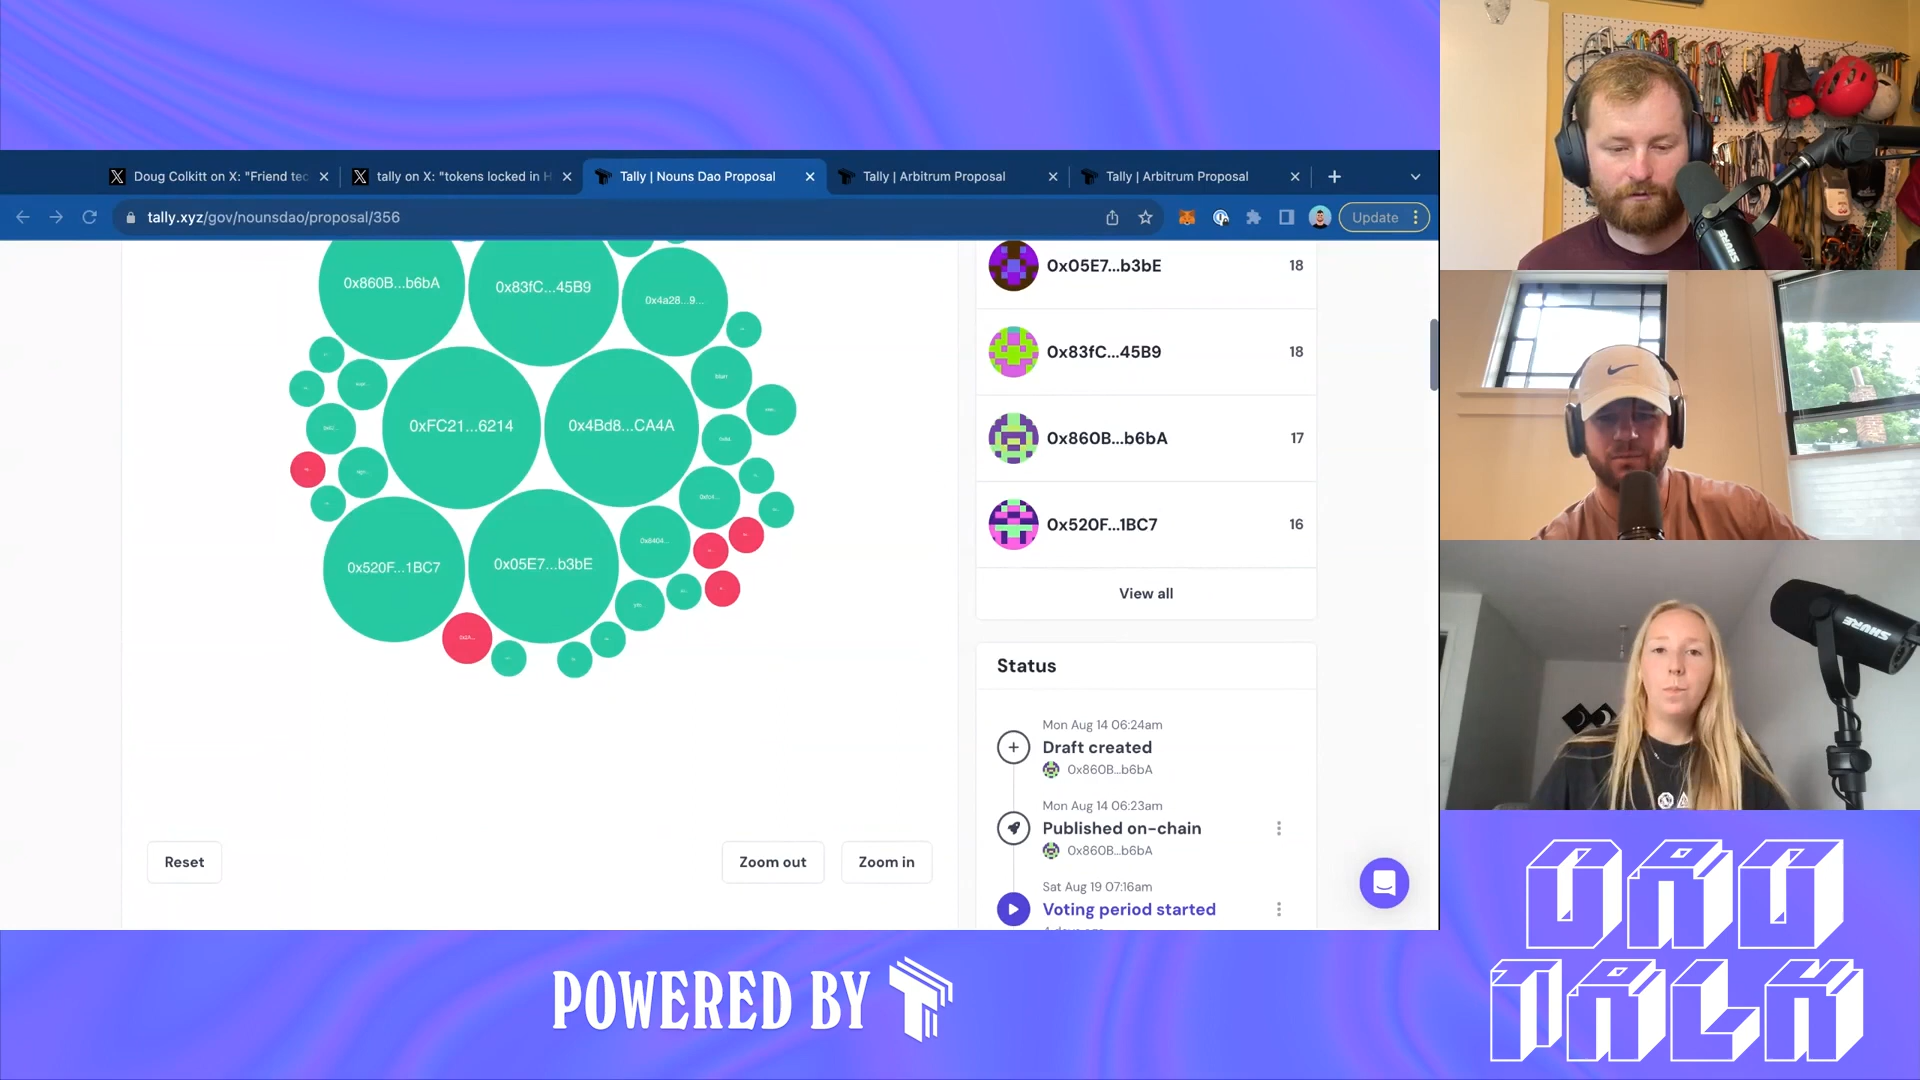 Doug Colkitt on X: "Friend tec
tally on X: "tokens locked in H
Tally | Nouns Dao Proposal
Tally | Arbitrum Proposal
Tally | Arbitrum Proposal
tally.xyz/gov/nounsdao/proposal/356
Update
0x860B...b6bA
0x83fC...45B9
0x4a28...9...
0xFC21...6214
0x4Bd8...CA4A
0x8404...
0x520F...1BC7
0x05E7...b3bE
0x05E7...b3bE
18
0x83fC...45B9
18
0x860B...b6bA
17
0x520F...1BC7
16
View all
Status
Mon Aug 14 06:24am
Draft created
0x860B...b6bA
Mon Aug 14 06:23am
Published on-chain
0x860B...b6bA
Sat Aug 19 07:16am
Voting period started
Reset
Zoom out
Zoom in
SHURE
SHURE
POWERED BY
DAO
TALK